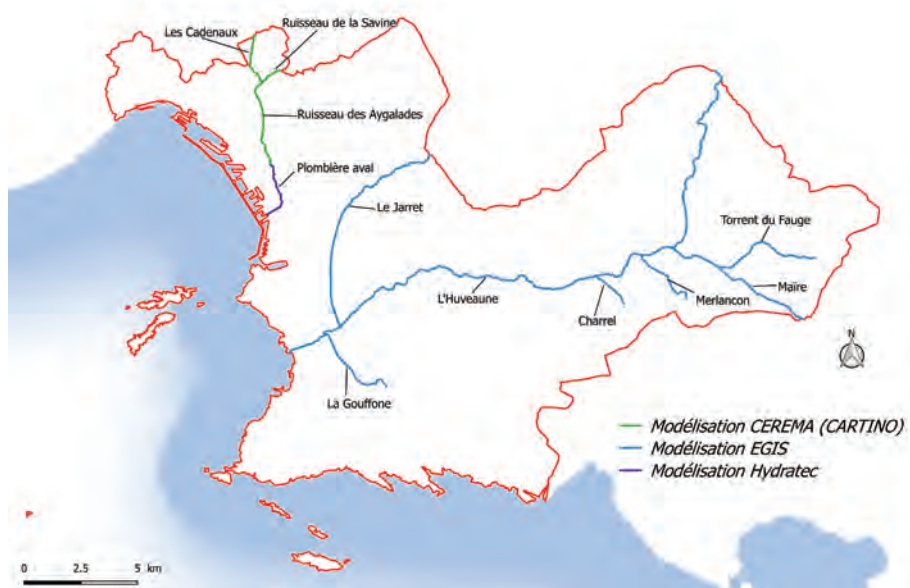 Ruisseau de la Savine
Les Cadenaux
Ruisseau des Aygalades
Plombière aval
Le Jarret
Torrent du Fauge
L'Huveaune
Charrel
Merlancon
Maïre
La Gouffone
N
Modélisation CEREMA (CARTINO)
Modélisation EGIS
Modélisation Hydratec
0 2.5 5 km